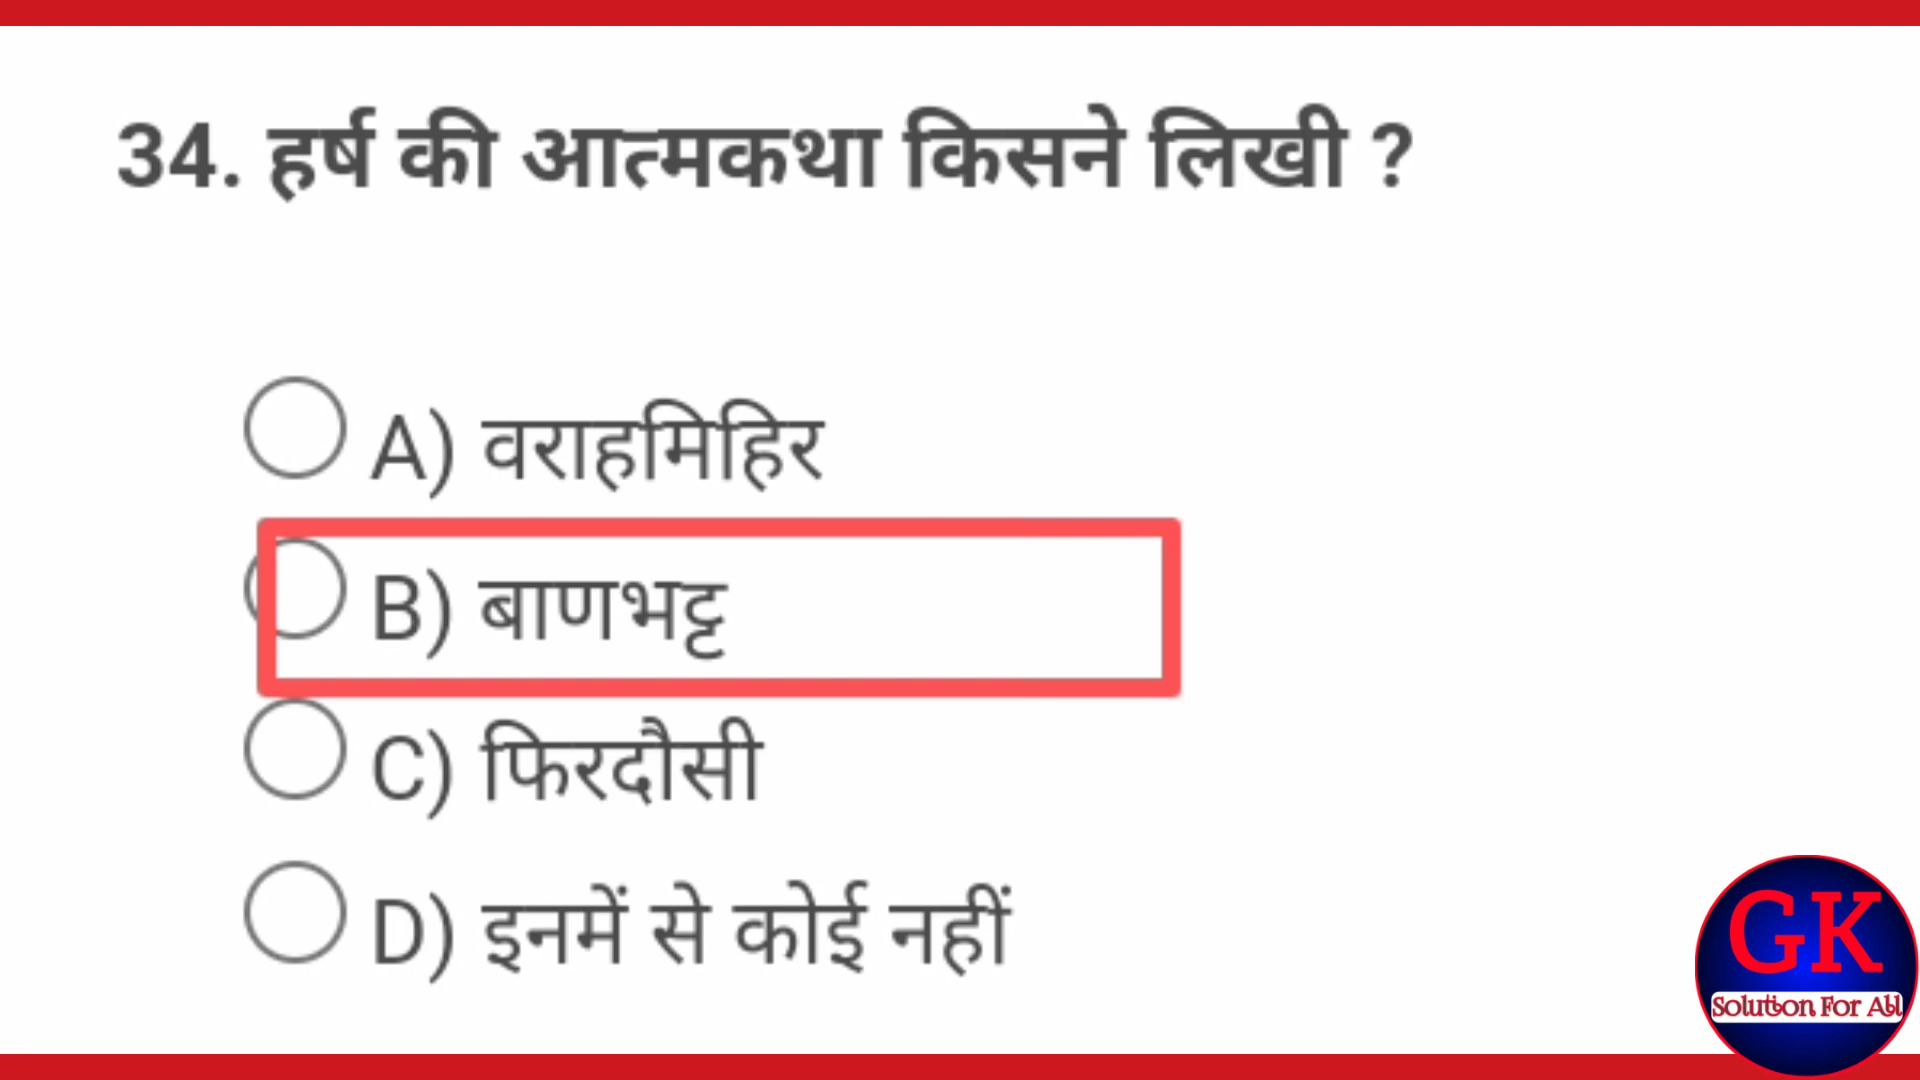 34. हर्ष की आत्मकथा किसने लिखी ?
A) वराहमिहिर
B) बाणभट्ट
C) फिरदौसी
D) इनमें से कोई नहीं
GK
Solution For All